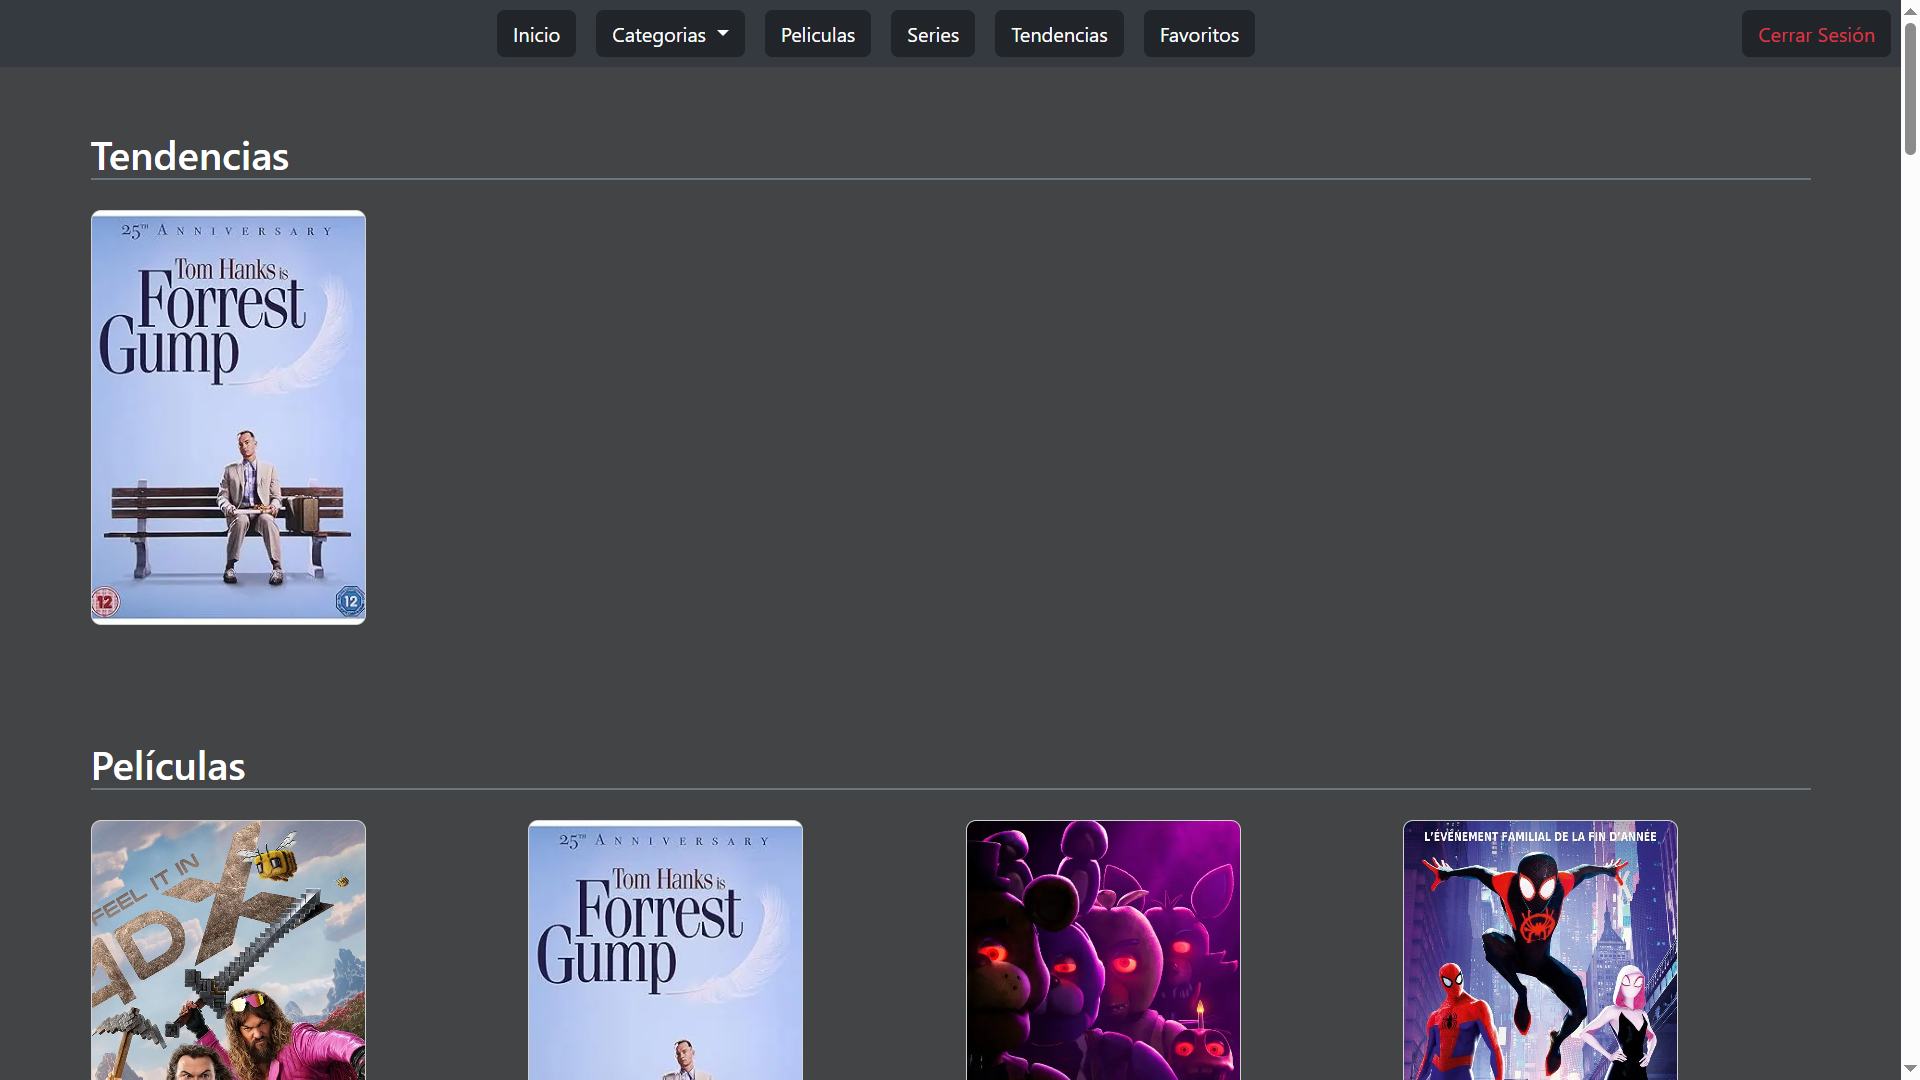 Inicio
Categorias
Peliculas
Series
Tendencias
Favoritos
Cerrar Sesión
Tendencias
25TH ANNIVERSARY
Tom Hanks is
Forrest
Gump
12
12
Películas
FEEL IT IN
4DX
25TH ANNIVERSARY
Tom Hanks is
Forrest
Gump
L'ÉVÉNEMENT FAMILIAL DE LA FIN D'ANNÉE